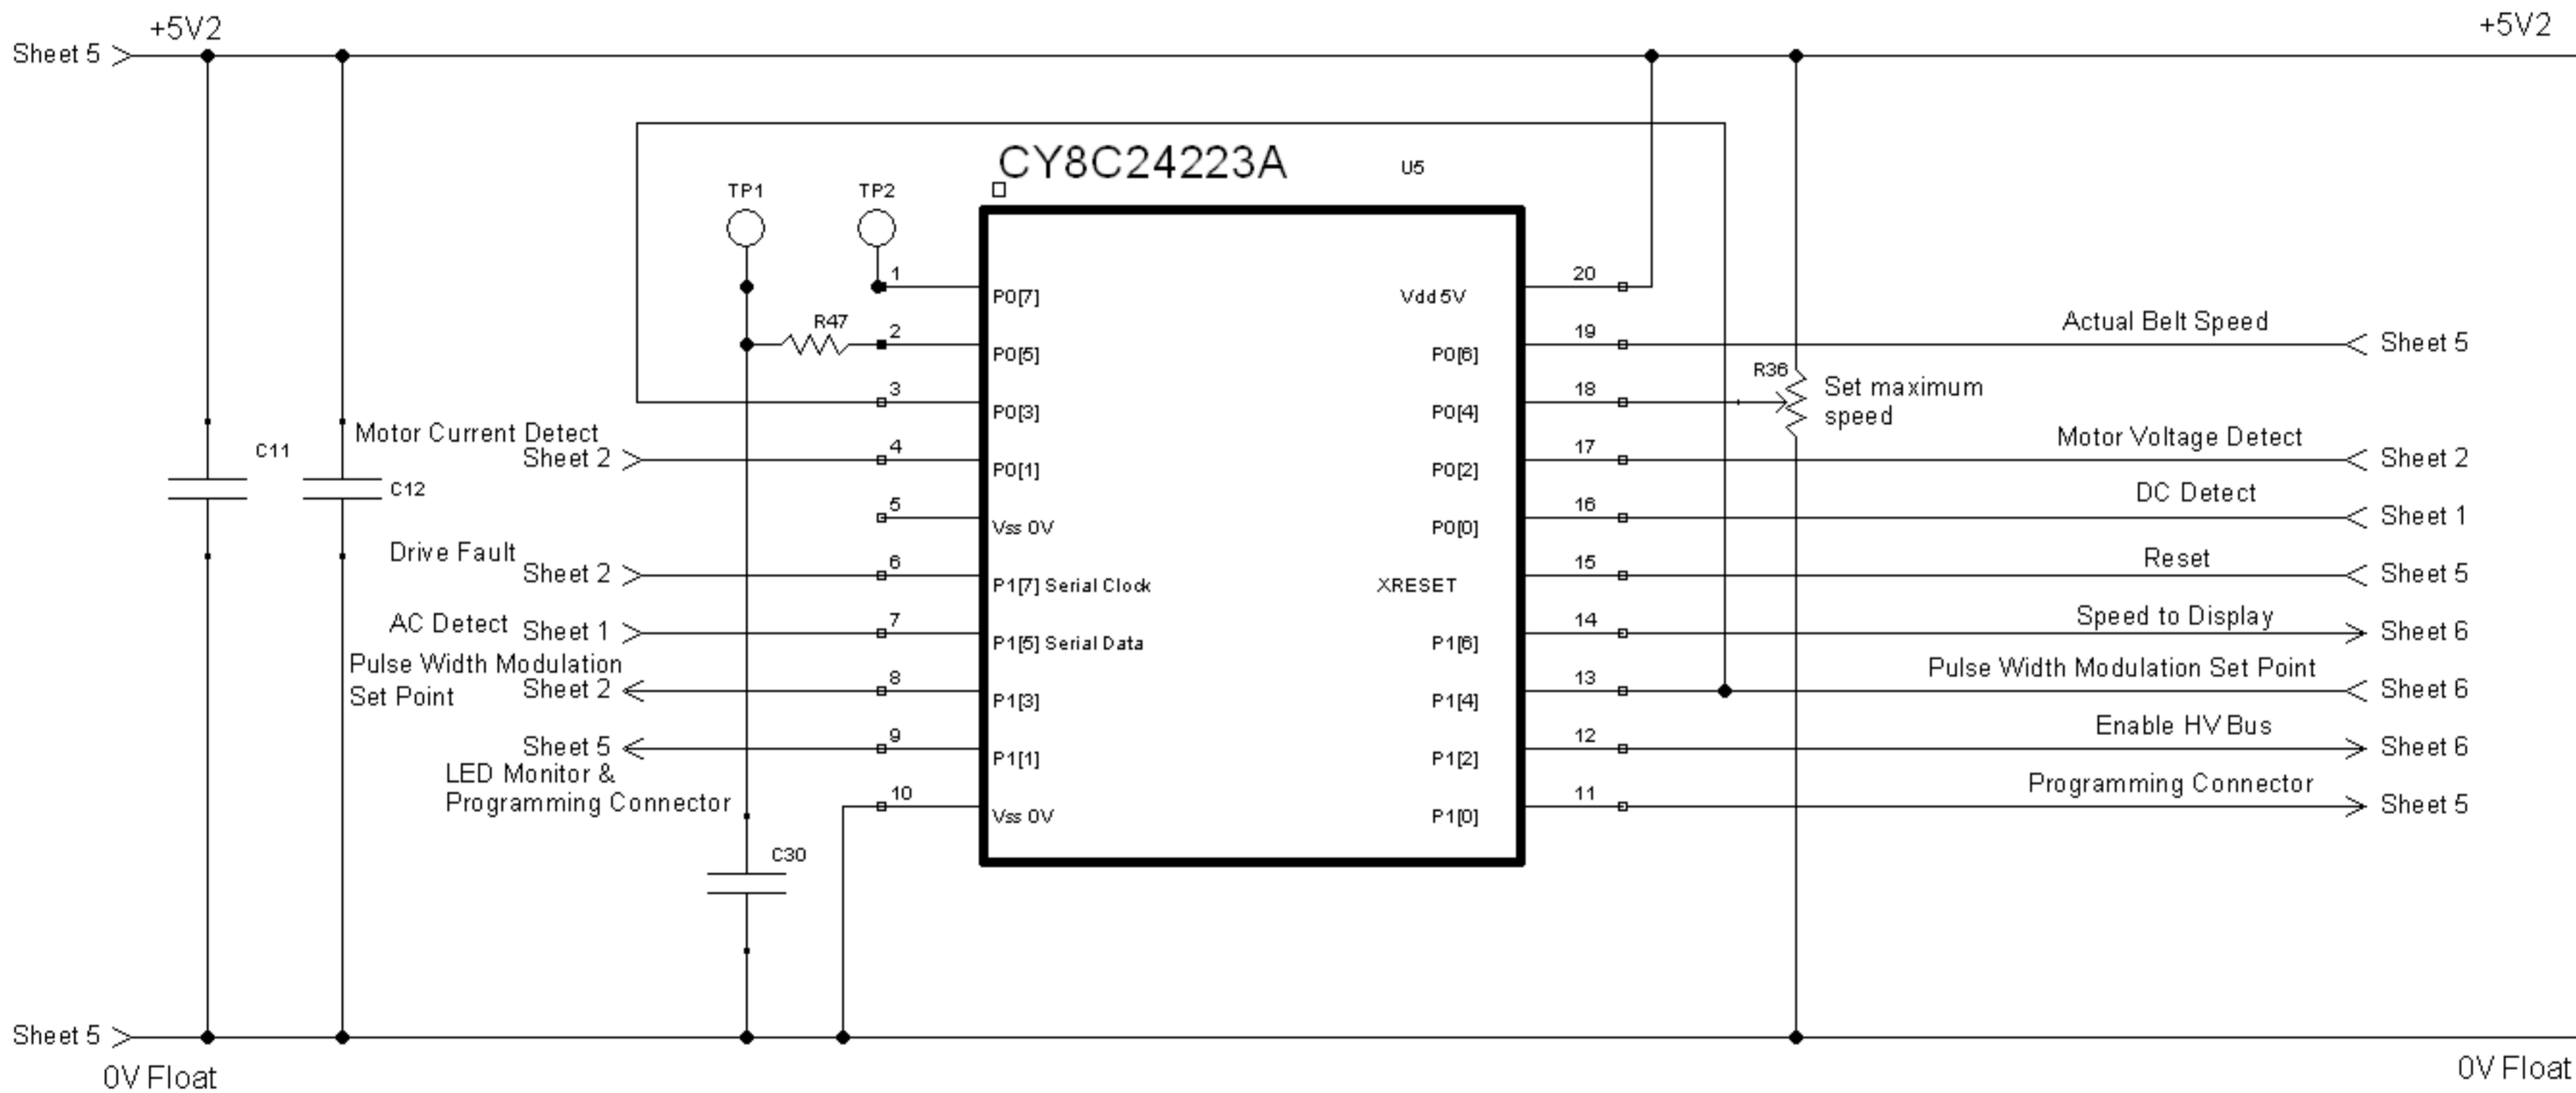 +5V2
+5V2
Sheet 5
CY8C24223A
U5
TP1
TP2
1
P0[7]
Vdd 5V
20
R47
2
P0[5]
P0[6]
19
Actual Belt Speed
Sheet 5
3
P0[3]
P0[4]
18
R36
Set maximum
speed
Motor Current Detect
Sheet 2
4
P0[1]
P0[2]
17
Motor Voltage Detect
Sheet 2
C11
C12
5
Vss 0V
P0[0]
16
DC Detect
Sheet 1
Drive Fault
Sheet 2
6
P1[7] Serial Clock
XRESET
15
Reset
Sheet 5
AC Detect
Sheet 1
7
P1[5] Serial Data
P1[6]
14
Speed to Display
Sheet 6
Pulse Width Modulation
Set Point
Sheet 2
8
P1[3]
P1[4]
13
Pulse Width Modulation Set Point
Sheet 6
Sheet 5
9
P1[1]
P1[2]
12
Enable HV Bus
Sheet 6
LED Monitor &
Programming Connector
10
Vss 0V
P1[0]
11
Programming Connector
Sheet 5
C30
Sheet 5
0V Float
0V Float